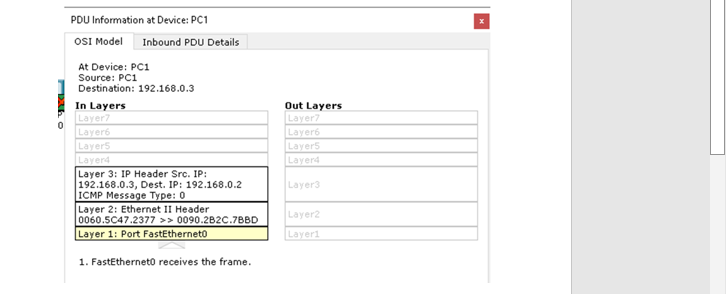 PDU Information at Device: PC1
x
OSI Model
Inbound PDU Details
At Device: PC1
Source: PC1
Destination: 192.168.0.3
In Layers
Layer7
Layer6
Layer5
Layer4
Layer 3: IP Header Src. IP:
192.168.0.3, Dest. IP: 192.168.0.2
ICMP Message Type: 0
Layer 2: Ethernet II Header
0060.5C47.2377 >> 0090.2B2C.7BBD
Layer 1: Port FastEthernet0
Out Layers
Layer7
Layer6
Layer5
Layer4
Layer3
Layer2
Layer1
1. FastEthernet0 receives the frame.